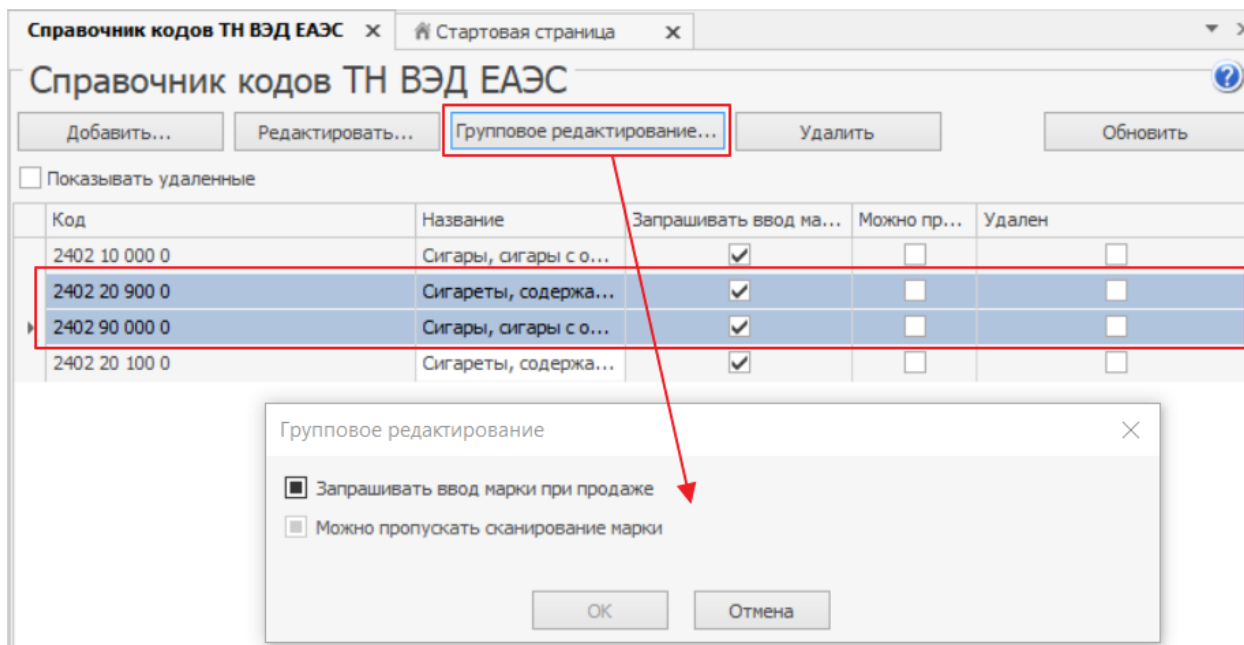 Справочник кодов ТН ВЭД ЕАЭС Стартовая страница
Справочник кодов ТН ВЭД ЕАЭС
Добавить... Редактировать... Групповое редактирование... Удалить Обновить
Показывать удаленные
Код Название Запрашивать ввод ма... Можно пр... Удален
2402 10 000 0 Сигары, сигары с о...
2402 20 900 0 Сигареты, содержа...
2402 90 000 0 Сигары, сигары с о...
2402 20 100 0 Сигареты, содержа...
Групповое редактирование
Запрашивать ввод марки при продаже
Можно пропускать сканирование марки
ОК Отмена